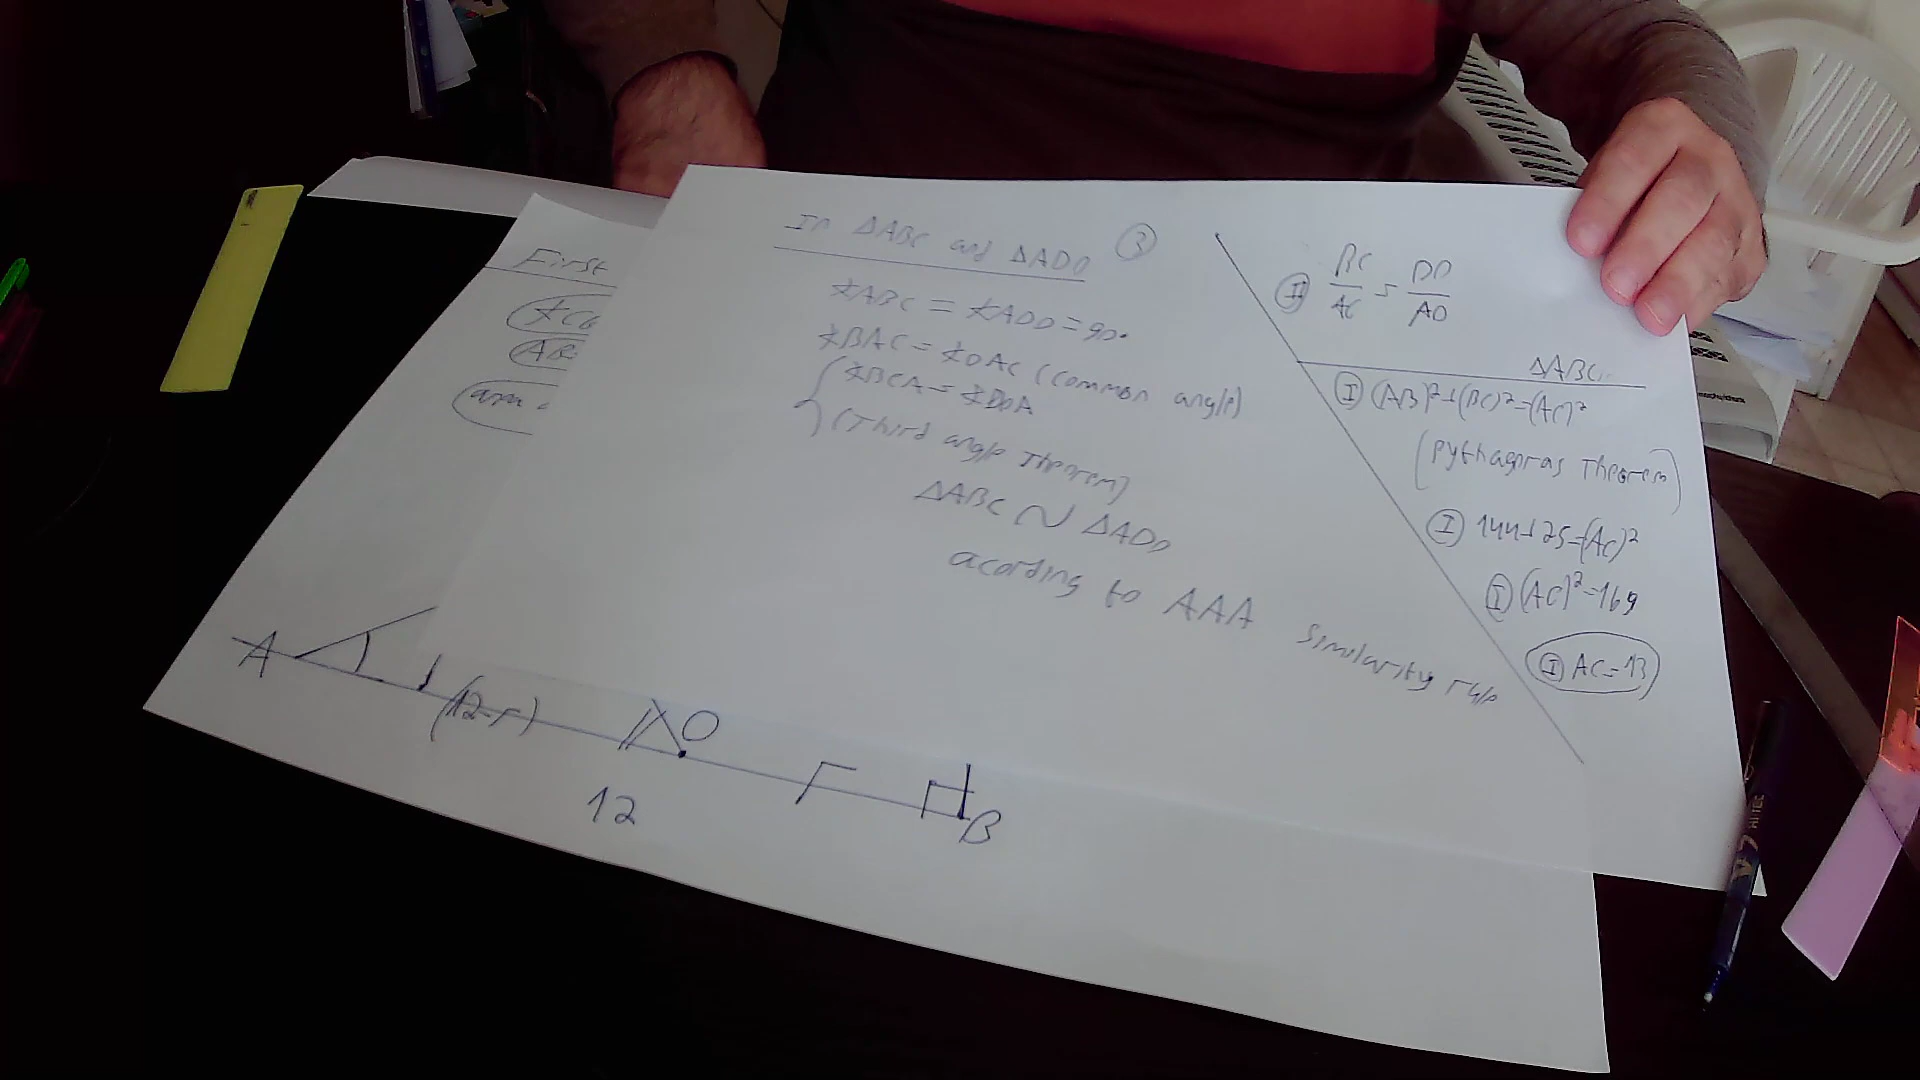 In ΔABC and ΔADO ③
∡ABC = ∡ADO = 90°
∡BAC = ∡OAC (common angle)
∡BCA = ∡DOA
(Third angle Theorem)
ΔABC ~ ΔADO
acording to AAA similarity rule
Ⓘ BC/AC = DO/AO
ΔABC
Ⓘ (AB)²+(BC)²=(AC)²
(pythagoras Theorem)
Ⓘ 144+25=(AC)²
Ⓘ (AC)²=169
Ⓘ AC=13
First
A
(12-r)
O
r
B
12
V7